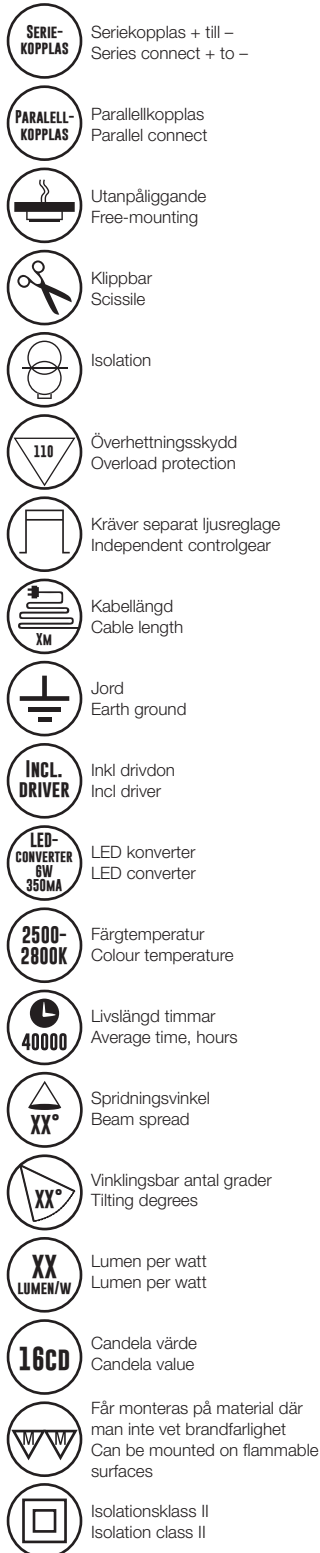 SERIE-
KOPPLAS
Seriekopplas + till –
Series connect + to –
PARALELL-
KOPPLAS
Parallellkopplas
Parallel connect
Utanpåliggande
Free-mounting
Klippbar
Scissile
Isolation
110
Överhettningsskydd
Overload protection
Kräver separat ljusreglage
Independent controlgear
XM
Kabellängd
Cable length
Jord
Earth ground
INCL.
DRIVER
Inkl drivdon
Incl driver
LED-
CONVERTER
6W
350MA
LED konverter
LED converter
2500-
2800K
Färgtemperatur
Colour temperature
40000
Livslängd timmar
Average time, hours
XX°
Spridningsvinkel
Beam spread
XX°
Vinklingsbar antal grader
Tilting degrees
XX
LUMEN/W
Lumen per watt
Lumen per watt
16CD
Candela värde
Candela value
M M
Får monteras på material där
man inte vet brandfarlighet
Can be mounted on flammable
surfaces
Isolationsklass II
Isolation class II